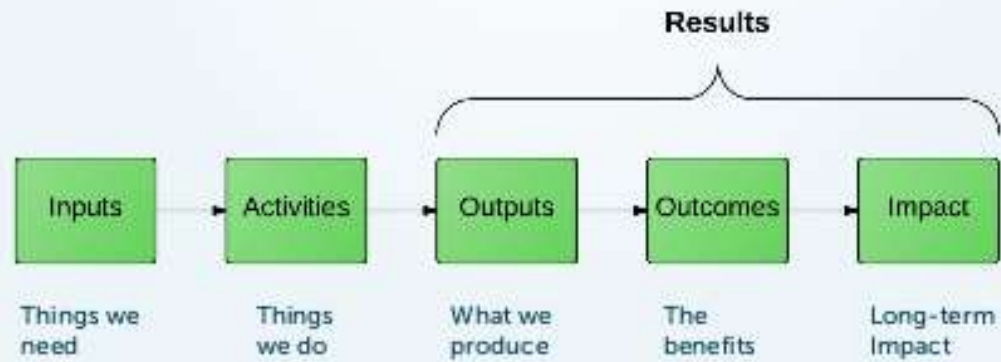 Results
Inputs
Activities
Outputs
Outcomes
Impact
Things we
need
Things
we do
What we
produce
The
benefits
Long-term
Impact